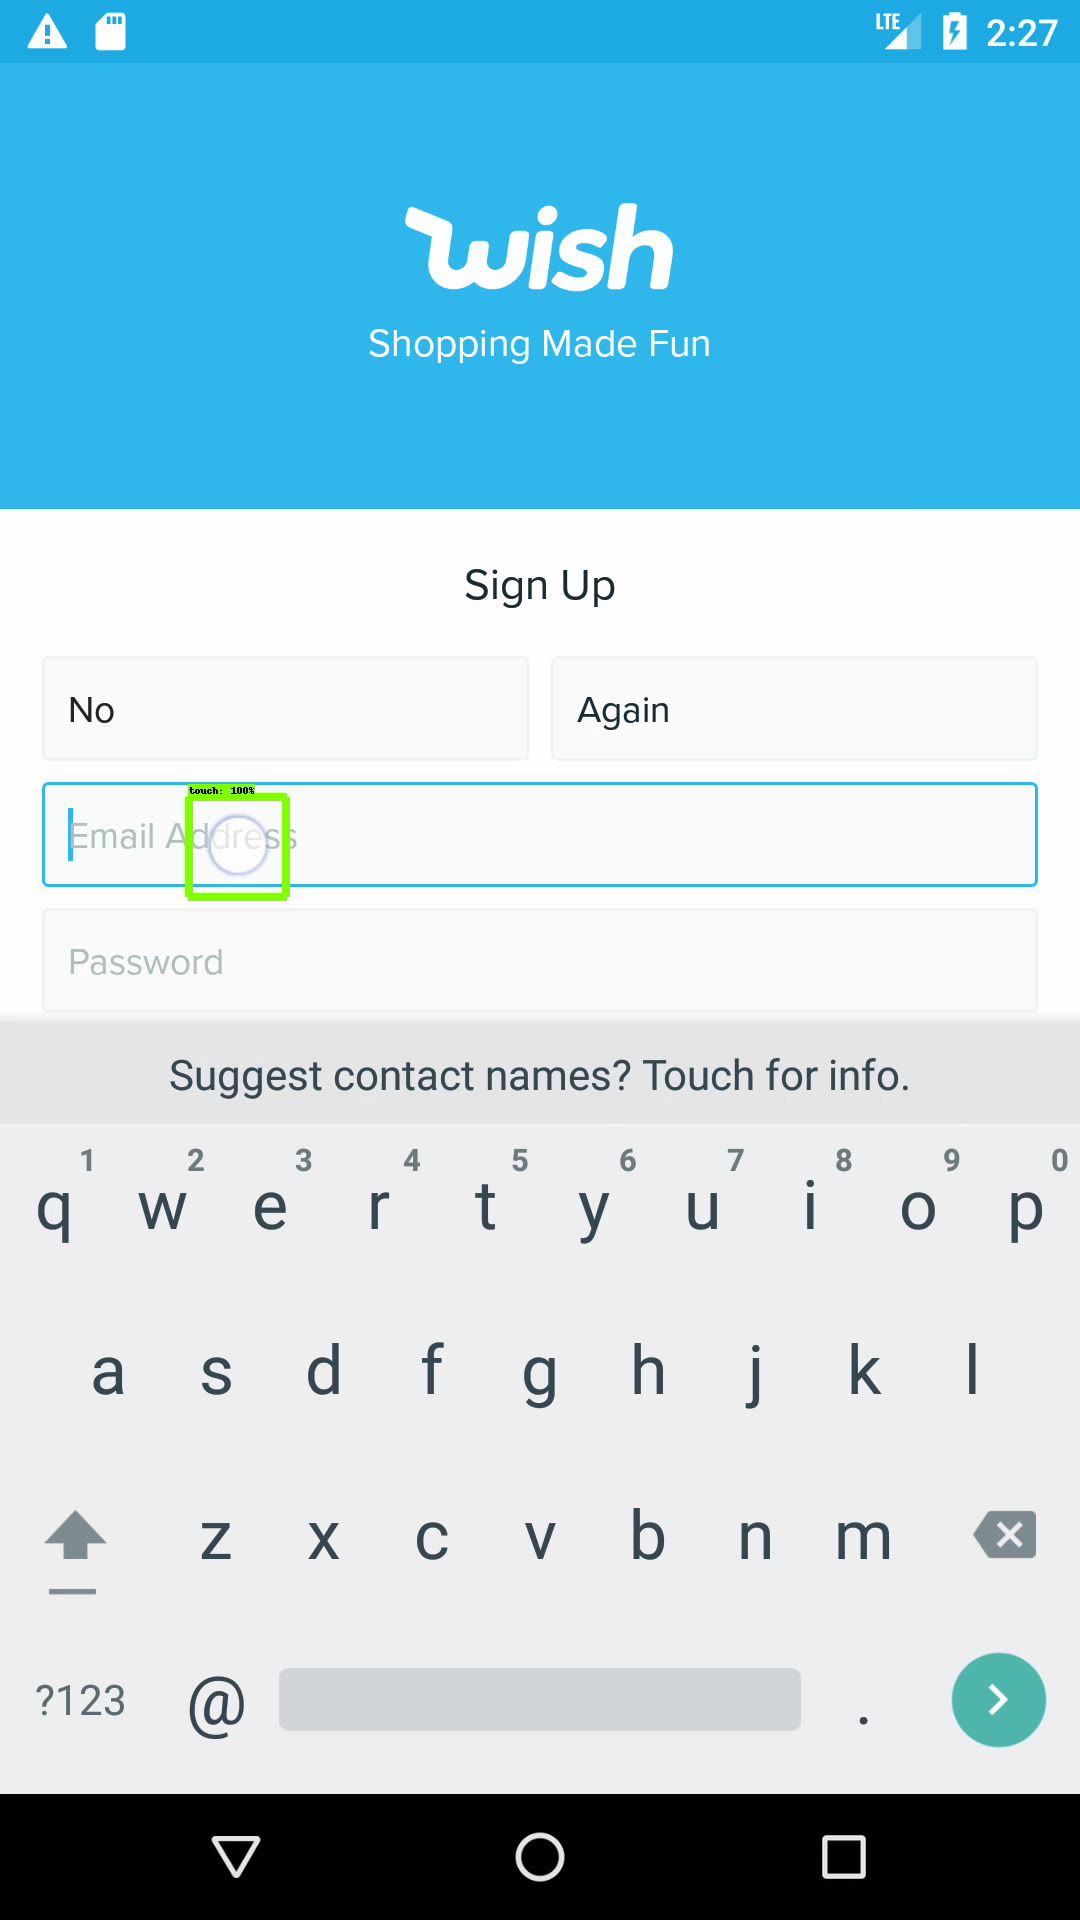 LTE 2:27
wish
Shopping Made Fun
Sign Up
No Again
touch: 100%
Email Address
Password
Suggest contact names? Touch for info.
1 2 3 4 5 6 7 8 9 0
q w e r t y u i o p
a s d f g h j k l
z x c v b n m
?123 @ .